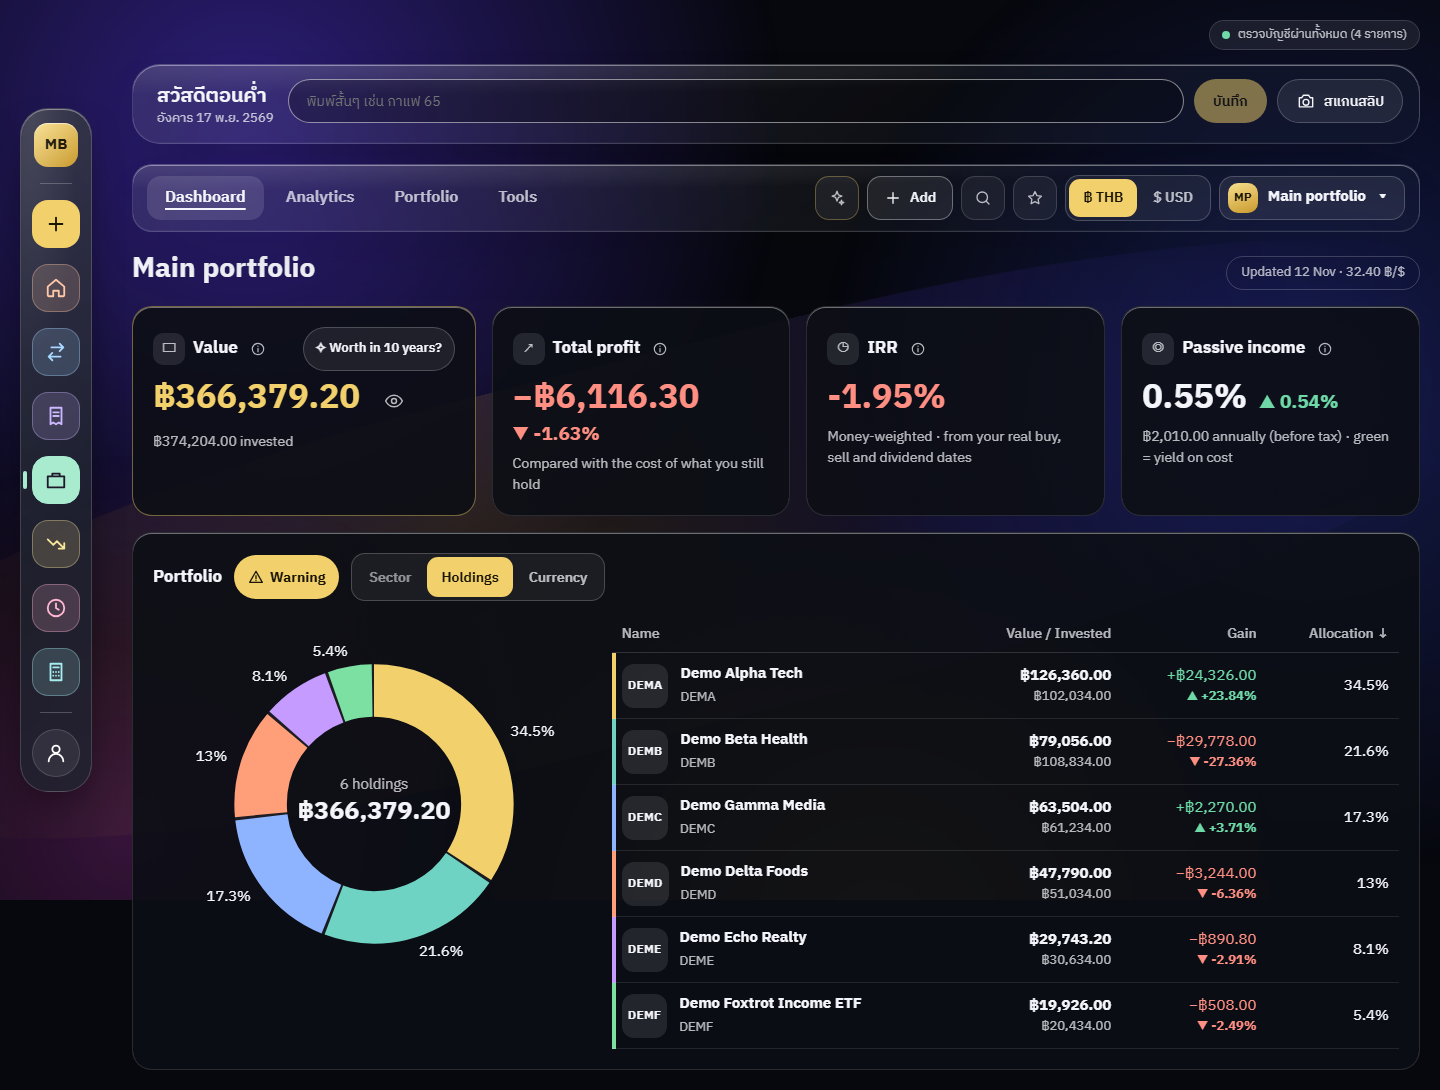 ตรวจบัญชีผ่านทั้งหมด (4 รายการ)
สวัสดีตอนค่ำ
อังคาร 17 พ.ย. 2569
พิมพ์สั้นๆ เช่น กาแฟ 65
บันทึก
สแกนสลิป
MB
Dashboard
Analytics
Portfolio
Tools
Add
฿ THB
$ USD
MP
Main portfolio
Main portfolio
Updated 12 Nov · 32.40 ฿/$
Value
Worth in 10 years?
฿366,379.20
฿374,204.00 invested
Total profit
−฿6,116.30
▼ -1.63%
Compared with the cost of what you still
hold
IRR
-1.95%
Money-weighted · from your real buy,
sell and dividend dates
Passive income
0.55% ▲ 0.54%
฿2,010.00 annually (before tax) · green
= yield on cost
Portfolio
Warning
Sector
Holdings
Currency
5.4%
8.1%
34.5%
13%
6 holdings
฿366,379.20
17.3%
21.6%
Name Value / Invested Gain Allocation ↓
DEMA Demo Alpha Tech ฿126,360.00 +฿24,326.00 34.5%
DEMA ฿102,034.00 ▲ +23.84%
DEMB Demo Beta Health ฿79,056.00 −฿29,778.00 21.6%
DEMB ฿108,834.00 ▼ -27.36%
DEMC Demo Gamma Media ฿63,504.00 +฿2,270.00 17.3%
DEMC ฿61,234.00 ▲ +3.71%
DEMD Demo Delta Foods ฿47,790.00 −฿3,244.00 13%
DEMD ฿51,034.00 ▼ -6.36%
DEME Demo Echo Realty ฿29,743.20 −฿890.80 8.1%
DEME ฿30,634.00 ▼ -2.91%
DEMF Demo Foxtrot Income ETF ฿19,926.00 −฿508.00 5.4%
DEMF ฿20,434.00 ▼ -2.49%